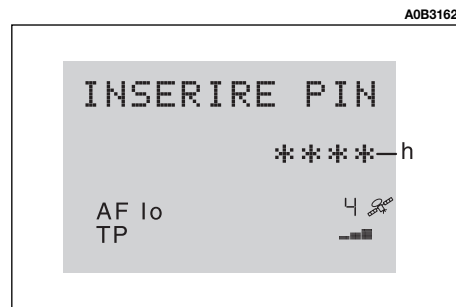 A0B3162
INSERIRE PIN
****—h
AF lo 4
TP